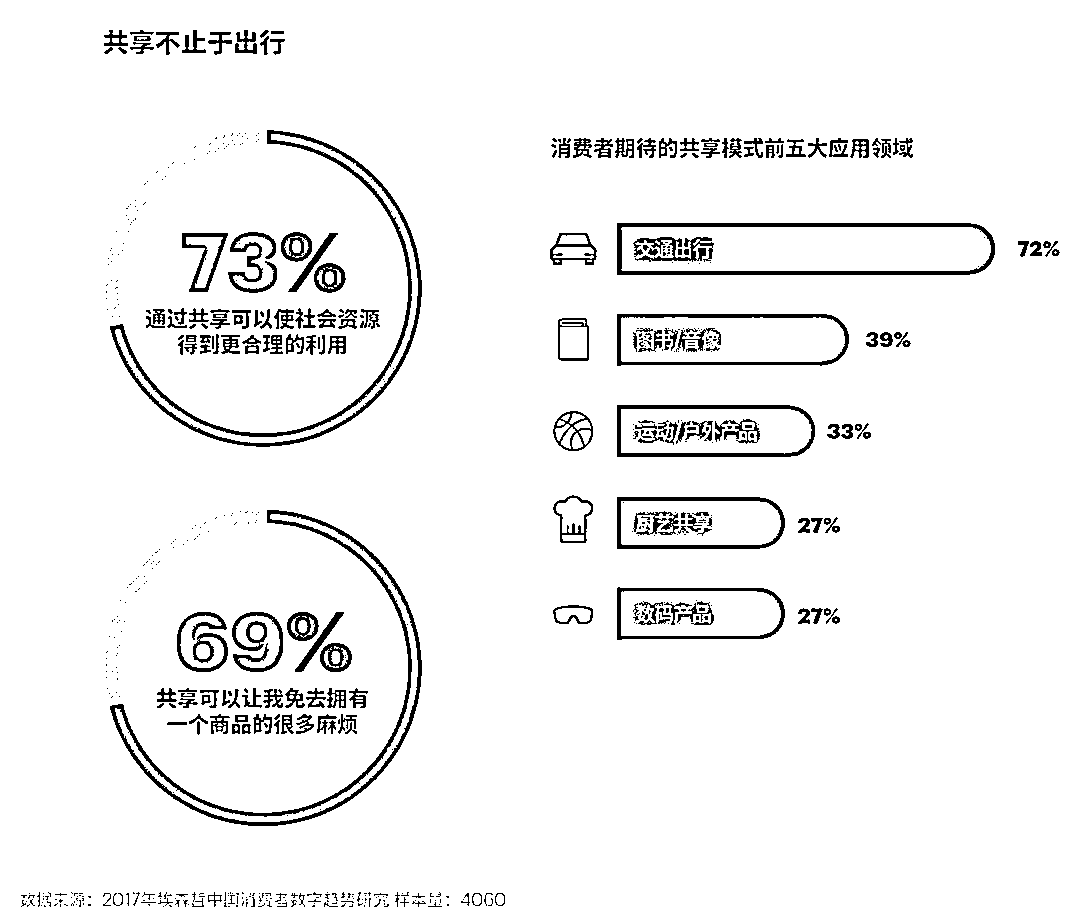 共享不止于出行
73%
通过共享可以使社会资源
得到更合理的利用
69%
共享可以让我免去拥有
一个商品的很多麻烦
消费者期待的共享模式前五大应用领域
交通出行 72%
图书/音像 39%
运动/户外产品 33%
厨艺共享 27%
数码产品 27%
数据来源：2017年埃森哲中国消费者数字趋势研究 样本量：4060